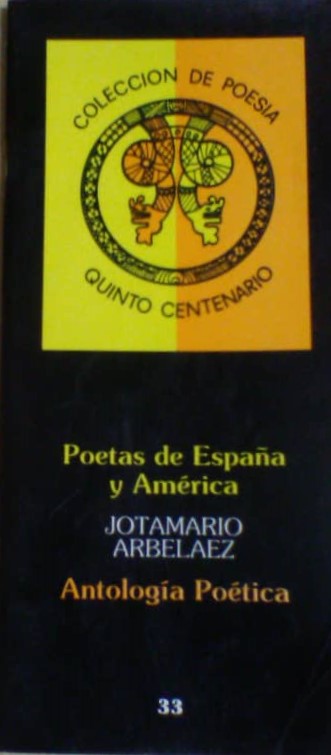 COLECCION DE POESIA
QUINTO CENTENARIO
Poetas de España
y América
JOTAMARIO
ARBELAEZ
Antología Poética
33